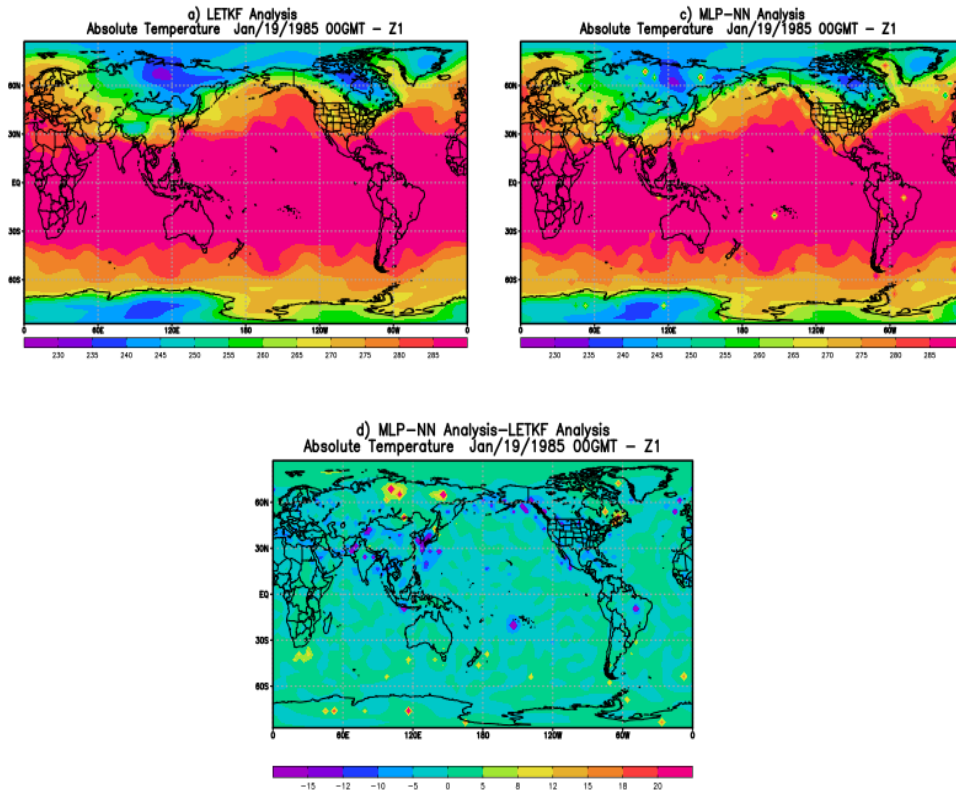 a) LETKF Analysis
Absolute Temperature Jan/19/1985 00GMT - Z1
60N
30N
EQ
30S
60S
0 60E 120E 180 120W 60W 0
230 235 240 245 250 255 260 265 270 275 280 285
c) MLP-NN Analysis
Absolute Temperature Jan/19/1985 00GMT - Z1
60N
30N
EQ
30S
60S
0 60E 120E 180 120W 60W 0
230 235 240 245 250 255 260 265 270 275 280 285
d) MLP-NN Analysis-LETKF Analysis
Absolute Temperature Jan/19/1985 00GMT - Z1
60N
30N
EQ
30S
60S
0 60E 120E 180 120W 60W 0
-15 -12 -10 -5 0 5 8 12 15 18 20